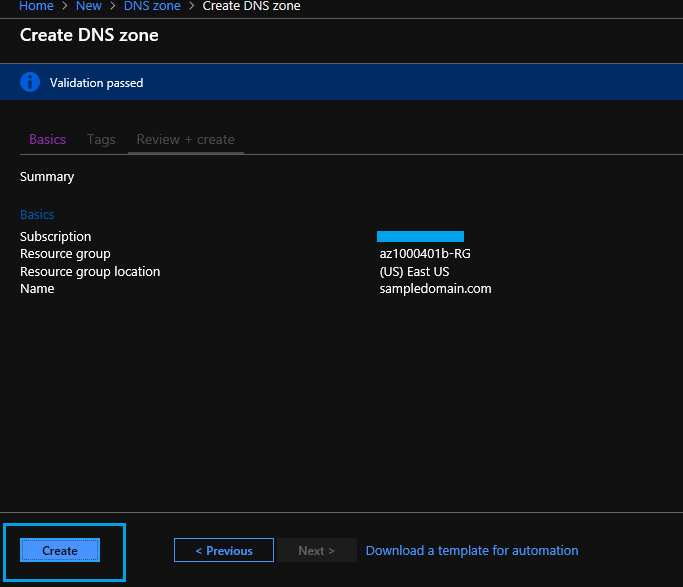 Home > New > DNS zone > Create DNS zone
Create DNS zone
Validation passed
Basics Tags Review + create
Summary
Basics
Subscription
Resource group az1000401b-RG
Resource group location (US) East US
Name sampledomain.com
Create < Previous Next > Download a template for automation